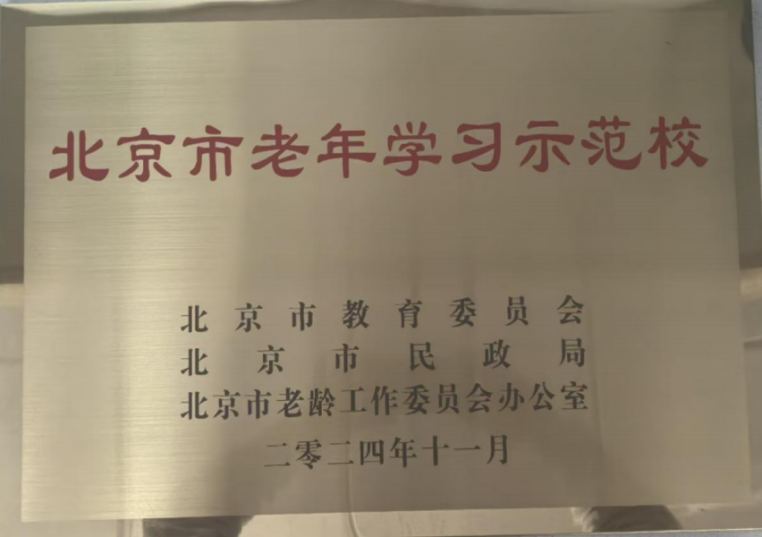 北京市老年学习示范校
北京市教育委员会
北京市民政局
北京市老龄工作委员会办公室
二零二四年十一月